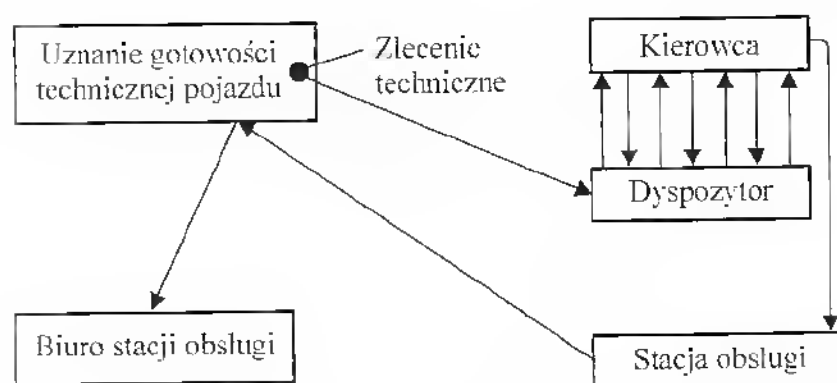 Uznanie gotowości
technicznej pojazdu
Zlecenie
techniczne
Kierowca
Dyspozytor
Biuro stacji obsługi
Stacja obsługi